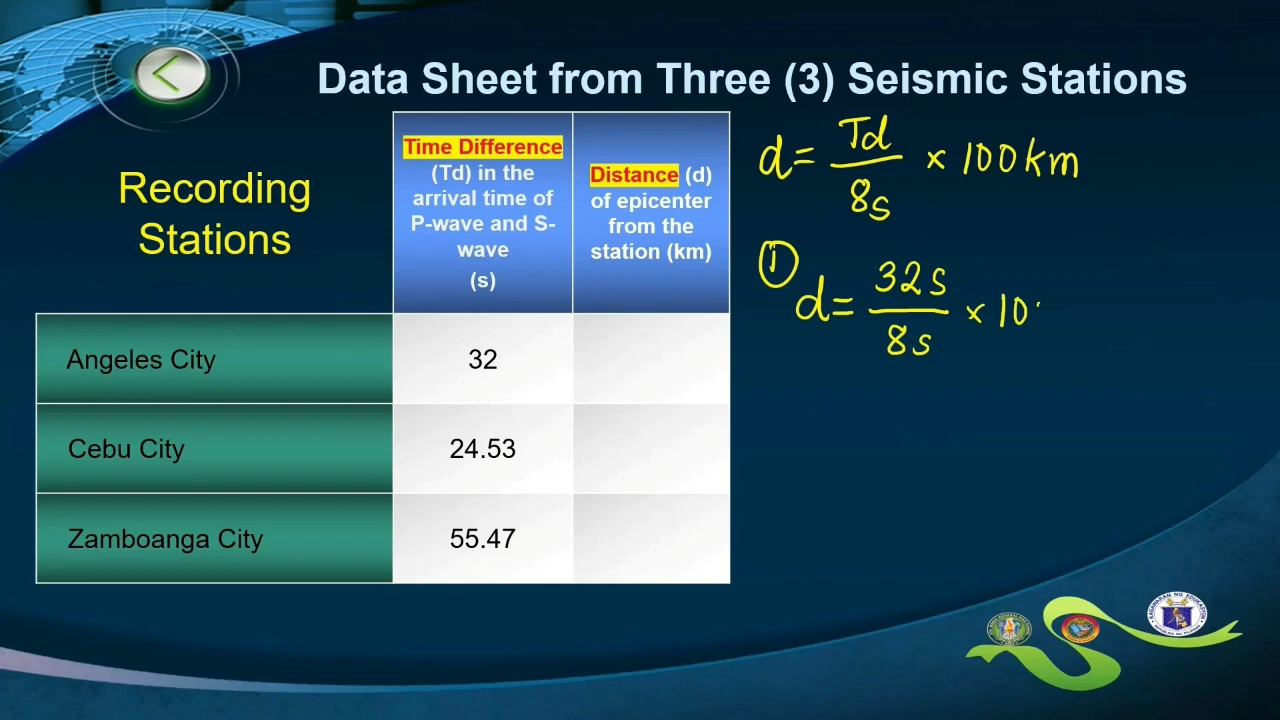 Data Sheet from Three (3) Seismic Stations
Recording
Stations
Time Difference
(Td) in the
arrival time of
P-wave and S-
wave
(s)
Distance (d)
of epicenter
from the
station (km)
Angeles City 32
Cebu City 24.53
Zamboanga City 55.47
d = Td / 8s × 100 km
① d = 32s / 8s × 10